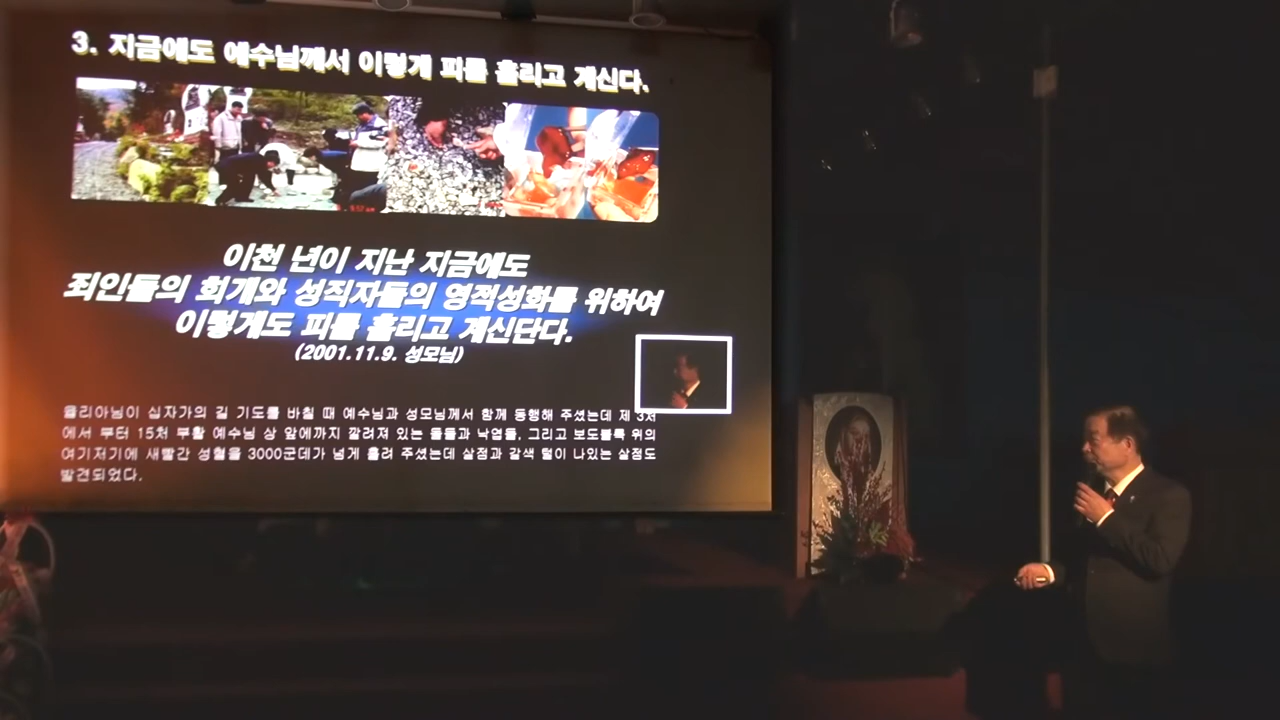 3. 지금에도 예수님께서 이렇게 피를 흘리고 계신다.
이천 년이 지난 지금에도
죄인들의 회개와 성직자들의 영적성화를 위하여
이렇게도 피를 흘리고 계신단다.
(2001.11.9. 성모님)
율리아님이 십자가의 길 기도를 바칠 때 예수님과 성모님께서 함께 동행해 주셨는데 제 3처
에서 부터 15처 부활 예수님 상 앞에까지 깔려져 있는 돌들과 낙엽들, 그리고 보도블록 위의
여기저기에 새빨간 성혈을 3000군데가 넘게 흘려 주셨는데 살점과 갈색 털이 나있는 살점도
발견되었다.